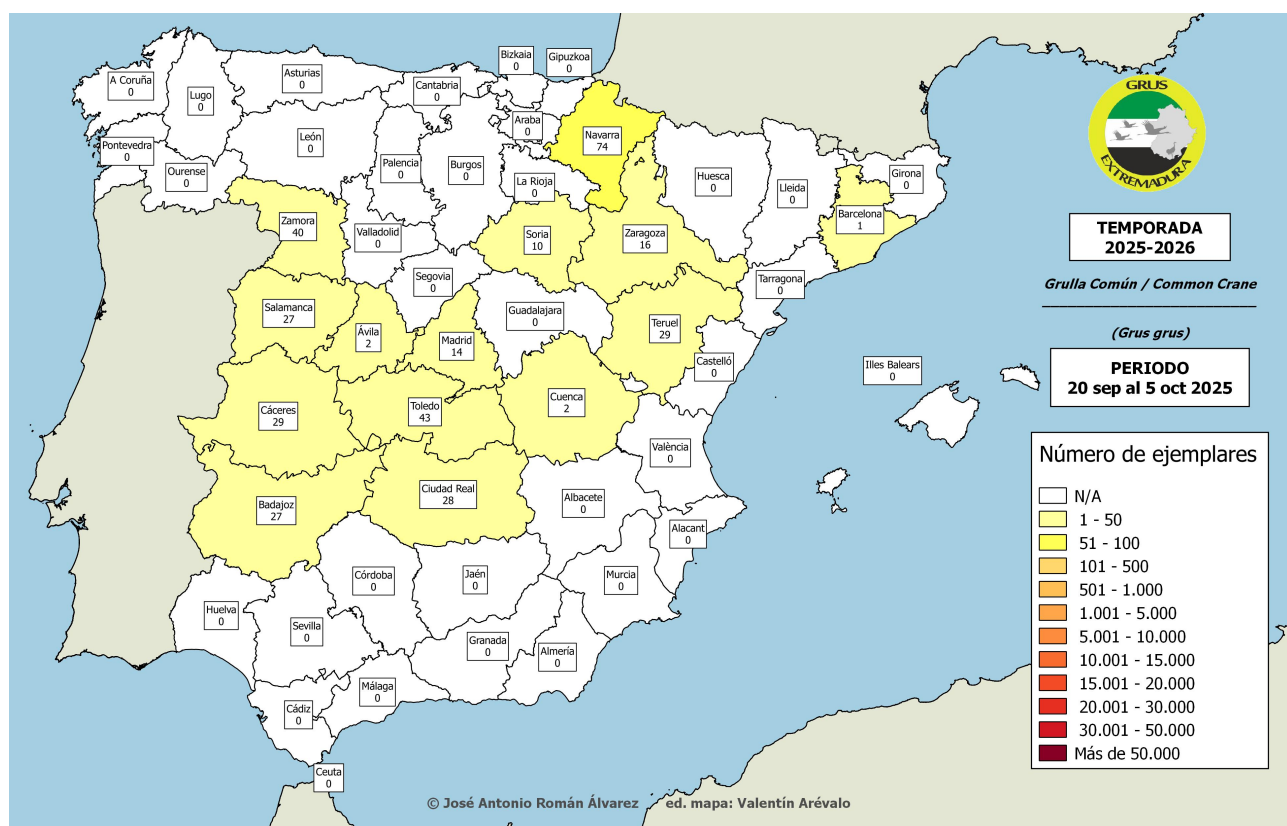 Bizkaia
0
Gipuzkoa
0
A Coruña
0
Lugo
0
Asturias
0
Cantabria
0
Araba
0
Navarra
74
Pontevedra
0
Ourense
0
León
0
Palencia
0
Burgos
0
La Rioja
0
Huesca
0
Lleida
0
Girona
0
Zamora
40
Valladolid
0
Soria
10
Zaragoza
16
Barcelona
1
Segovia
0
Tarragona
0
Salamanca
27
Ávila
2
Madrid
14
Guadalajara
0
Teruel
29
Castelló
0
Illes Balears
0
Cáceres
29
Toledo
43
Cuenca
2
València
0
Badajoz
27
Ciudad Real
28
Albacete
0
Alacant
0
Huelva
0
Sevilla
0
Córdoba
0
Jaén
0
Murcia
0
Granada
0
Almería
0
Málaga
0
Cádiz
0
Ceuta
0
GRUS
EXTREMADURA
TEMPORADA
2025-2026
Grulla Común / Common Crane
(Grus grus)
PERIODO
20 sep al 5 oct 2025
Número de ejemplares
N/A
1 - 50
51 - 100
101 - 500
501 - 1.000
1.001 - 5.000
5.001 - 10.000
10.001 - 15.000
15.001 - 20.000
20.001 - 30.000
30.001 - 50.000
Más de 50.000
© José Antonio Román Álvarez ed. mapa: Valentín Arévalo